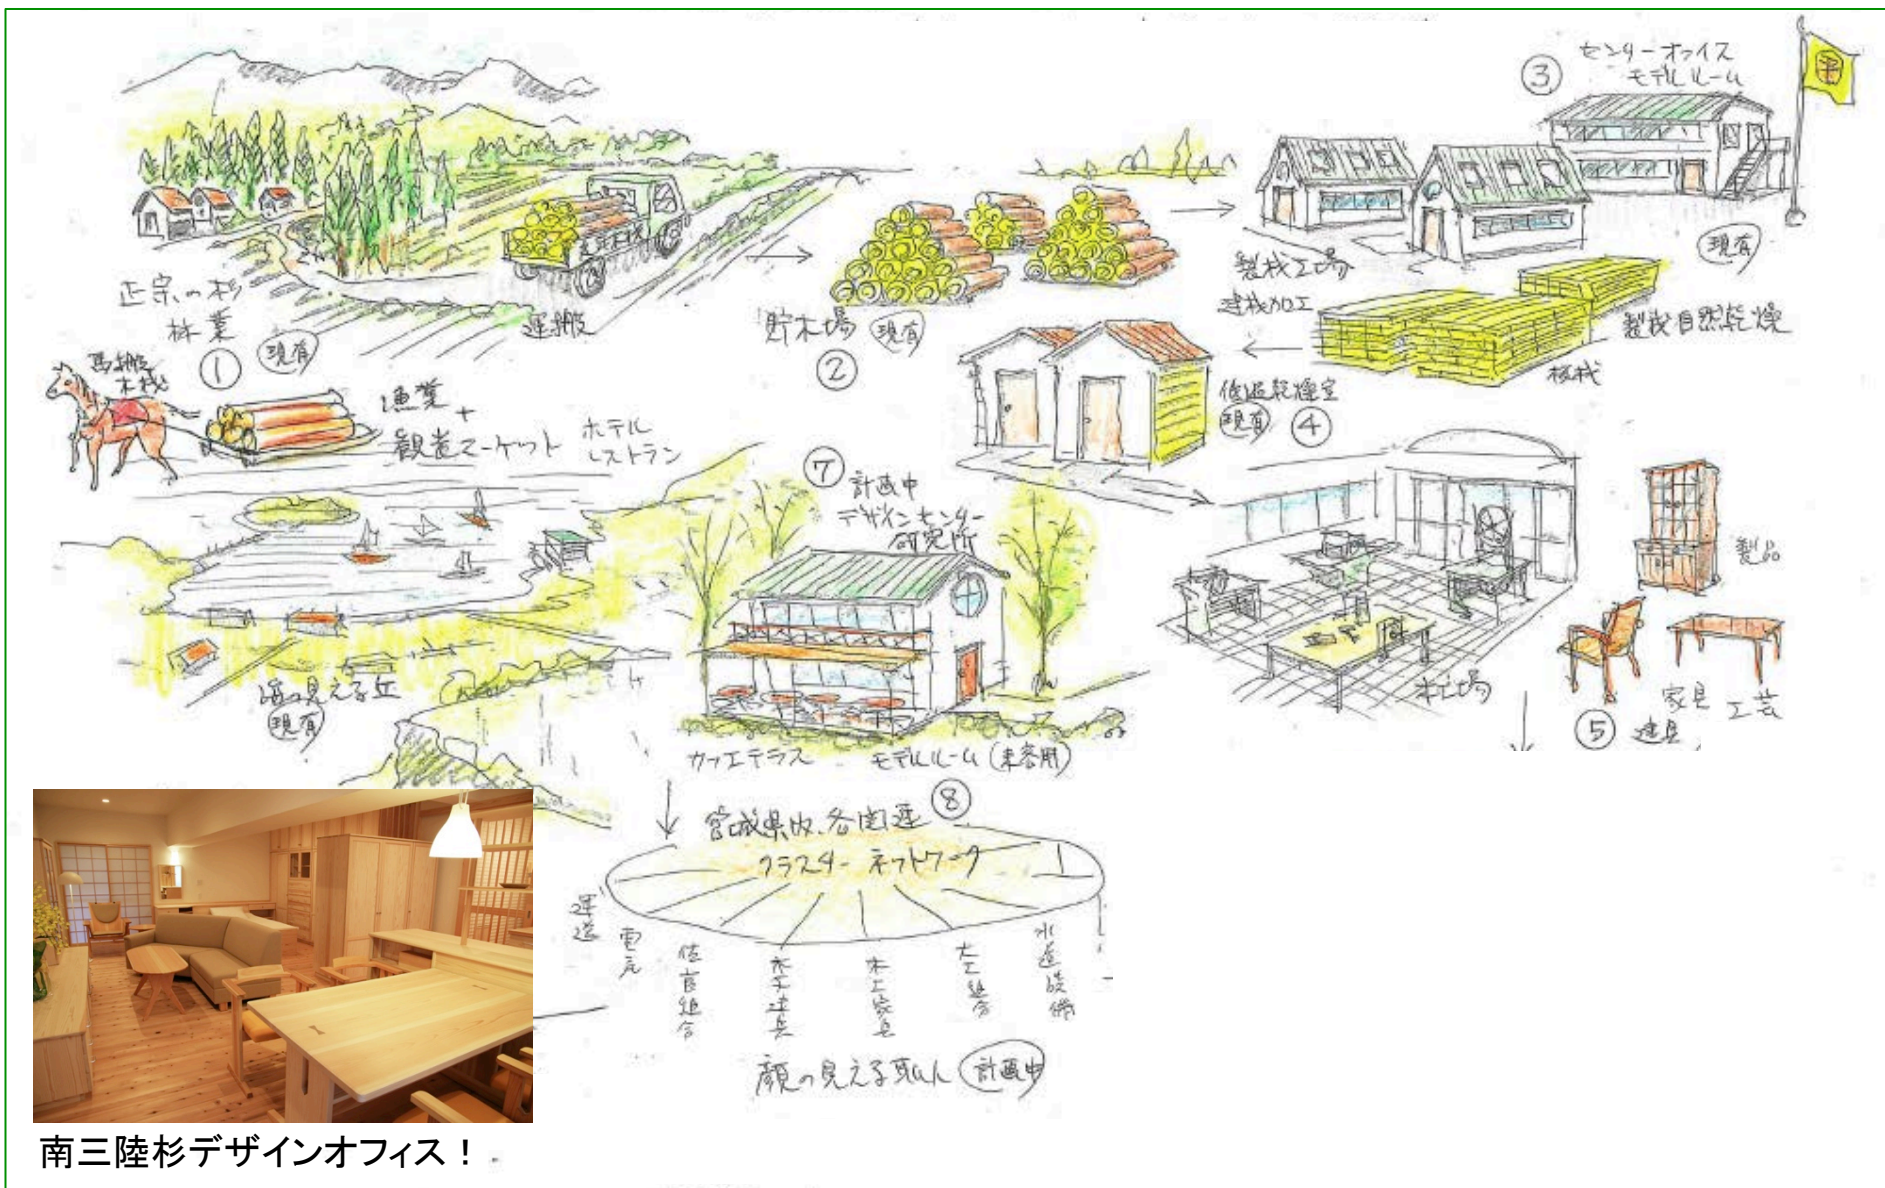 正宗の杉
林業
① 現有
運搬
馬搬
木材
貯木場 現有
②
③ センターオフィス
モデルルーム
現有
製材工場
建材加工
製材自然乾燥
板材
低温乾燥室
現有 ④
漁業 +
観光マーケット
ホテル
レストラン
海の見える丘
現有
⑦ 計画中
デザインセンター
研究所
カフェテラス
モデルルーム (来客用)
木工場
製品
家具
工芸
⑤ 建具
⑧
宮城県内、各関連
クラスターネットワーク
運送
電気
佐官組合
木工建具
木工家具
大工組合
水道設備
顔の見える 計画中
南三陸杉デザインオフィス！